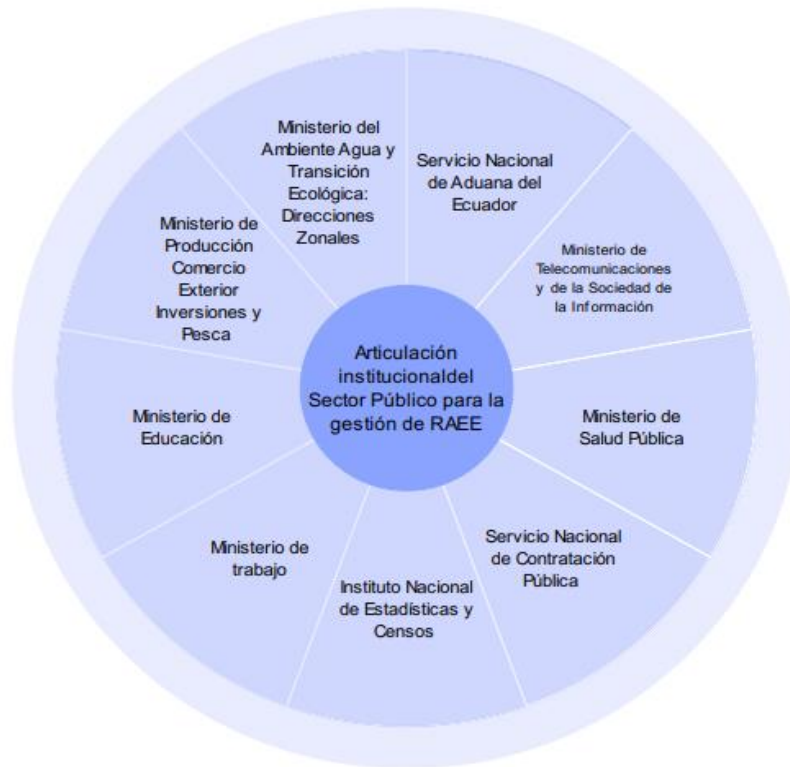 Ministerio del
Ambiente Agua y
Transición
Ecológica:
Direcciones
Zonales
Servicio Nacional
de Aduana del
Ecuador
Ministerio de
Telecomunicaciones
y de la Sociedad de
la Información
Ministerio de
Salud Pública
Servicio Nacional
de Contratación
Pública
Instituto Nacional
de Estadísticas y
Censos
Ministerio de
trabajo
Ministerio de
Educación
Ministerio de
Producción
Comercio
Exterior
Inversiones y
Pesca
Articulación
institucionaldel
Sector Público para la
gestión de RAEE